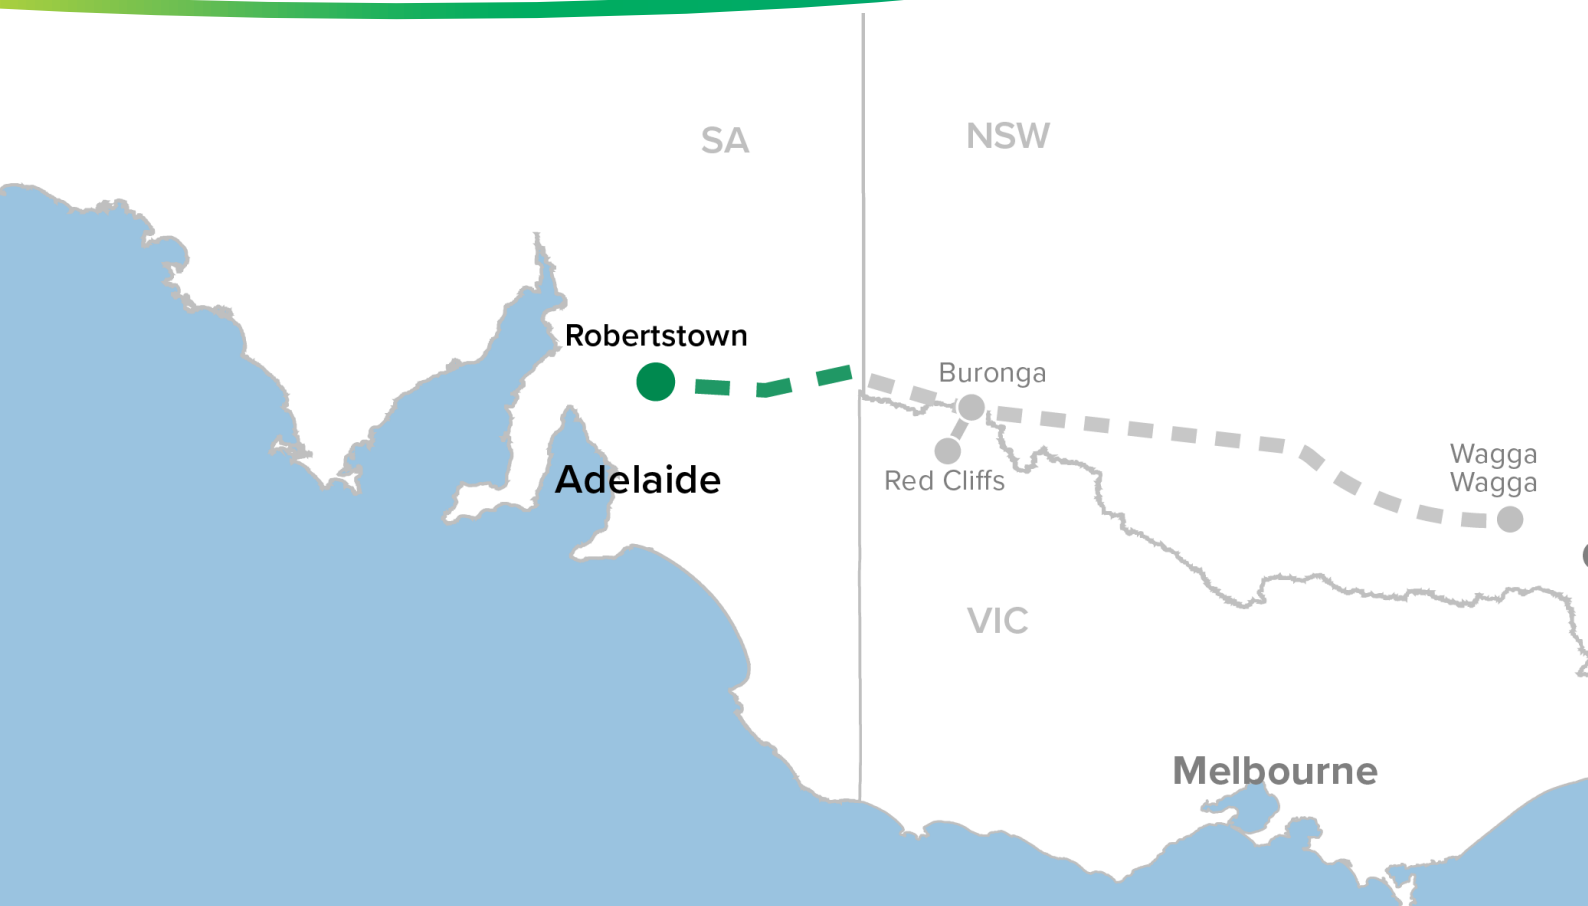 SA
NSW
Robertstown
Buronga
Wagga
Wagga
Red Cliffs
Adelaide
VIC
Melbourne